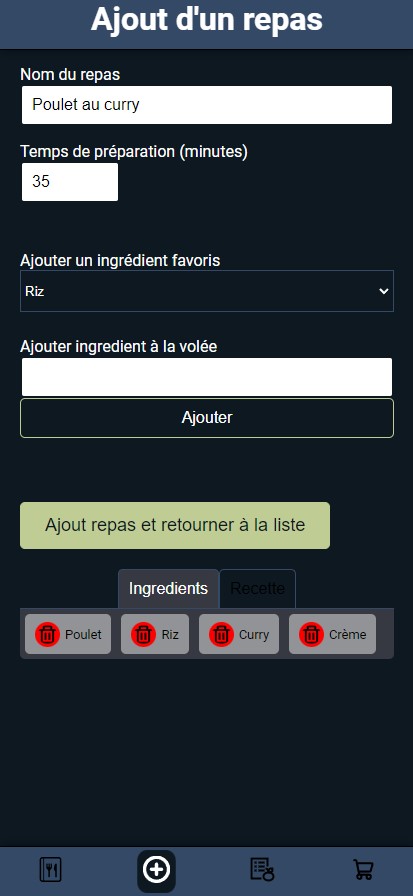 Ajout d'un repas
Nom du repas
Poulet au curry
Temps de préparation (minutes)
35
Ajouter un ingrédient favoris
Riz
Ajouter ingredient à la volée
Ajouter
Ajout repas et retourner à la liste
Ingredients Recette
Poulet Riz Curry Crème